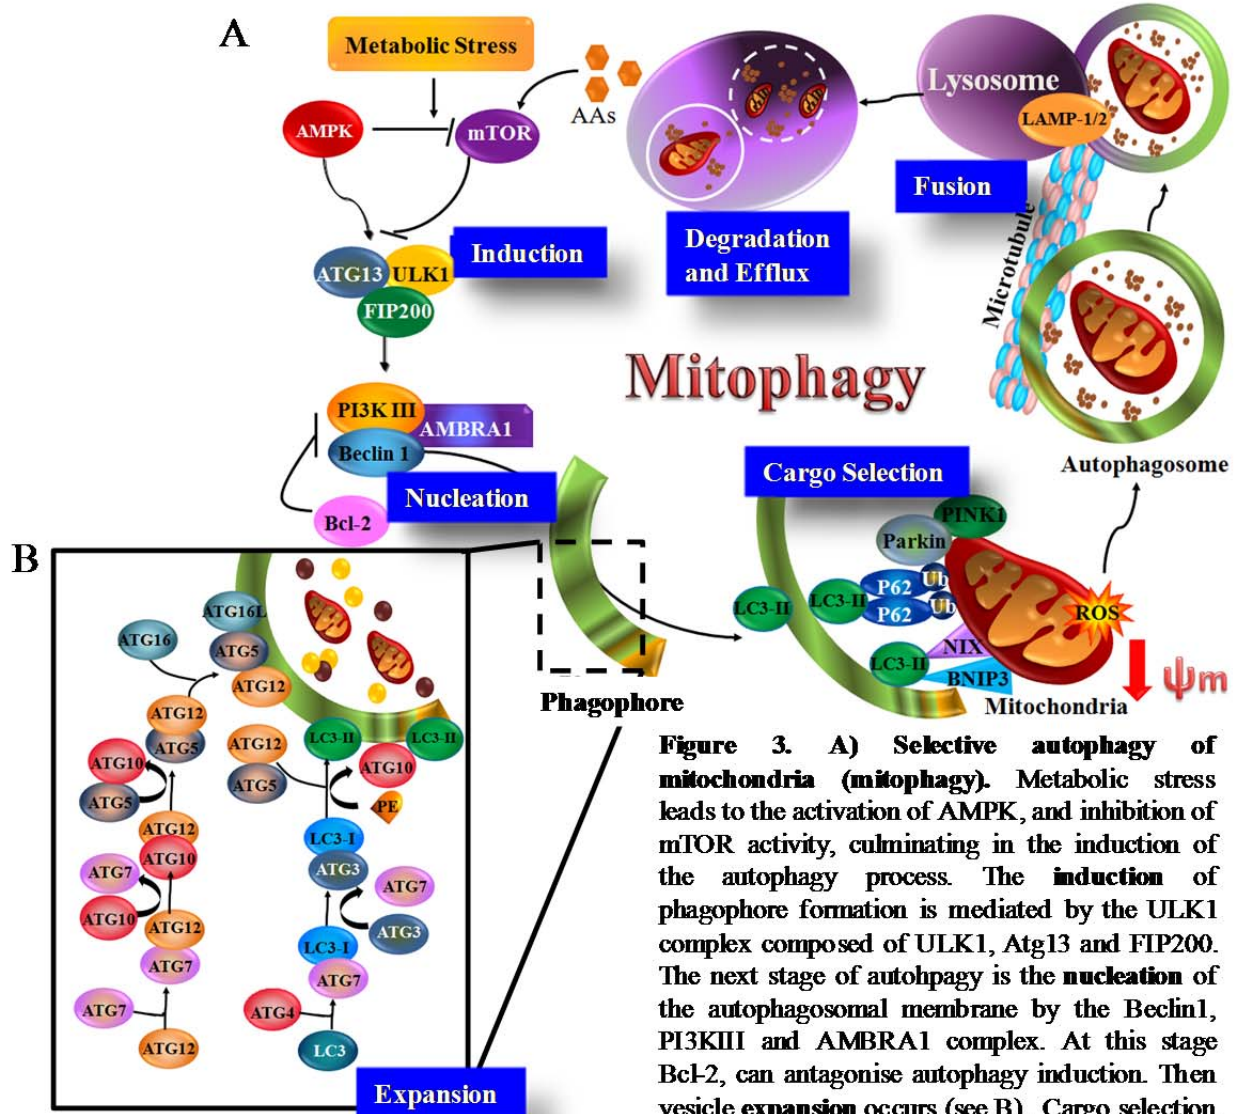 A
Metabolic Stress
AMPK
mTOR
AAs
Lysosome
LAMP-1/2
Fusion
Microtubule
Degradation
and Efflux
Induction
ATG13
ULK1
FIP200
Mitophagy
PI3K III
AMBRA1
Beclin 1
Nucleation
Bcl-2
Autophagosome
Cargo Selection
PINK1
Parkin
LC3-II
LC3-II
P62
Ub
P62
Ub
ROS
LC3-II
NIX
BNIP3
Mitochondria
Ψm
Phagophore
B
ATG16L
ATG16
ATG5
ATG12
ATG12
ATG5
ATG10
ATG5
ATG12
ATG10
ATG7
ATG10
ATG12
ATG7
ATG7
ATG12
ATG12
ATG5
LC3-II
LC3-II
ATG10
PE
LC3-I
ATG3
ATG7
ATG3
LC3-I
ATG7
ATG4
LC3
Expansion
Figure 3. A) Selective autophagy of
mitochondria (mitophagy). Metabolic stress
leads to the activation of AMPK, and inhibition of
mTOR activity, culminating in the induction of
the autophagy process. The induction of
phagophore formation is mediated by the ULK1
complex composed of ULK1, Atg13 and FIP200.
The next stage of autohpagy is the nucleation of
the autophagosomal membrane by the Beclin1,
PI3KIII and AMBRA1 complex. At this stage
Bcl-2, can antagonise autophagy induction. Then
vesicle expansion occurs (see B). Cargo selection